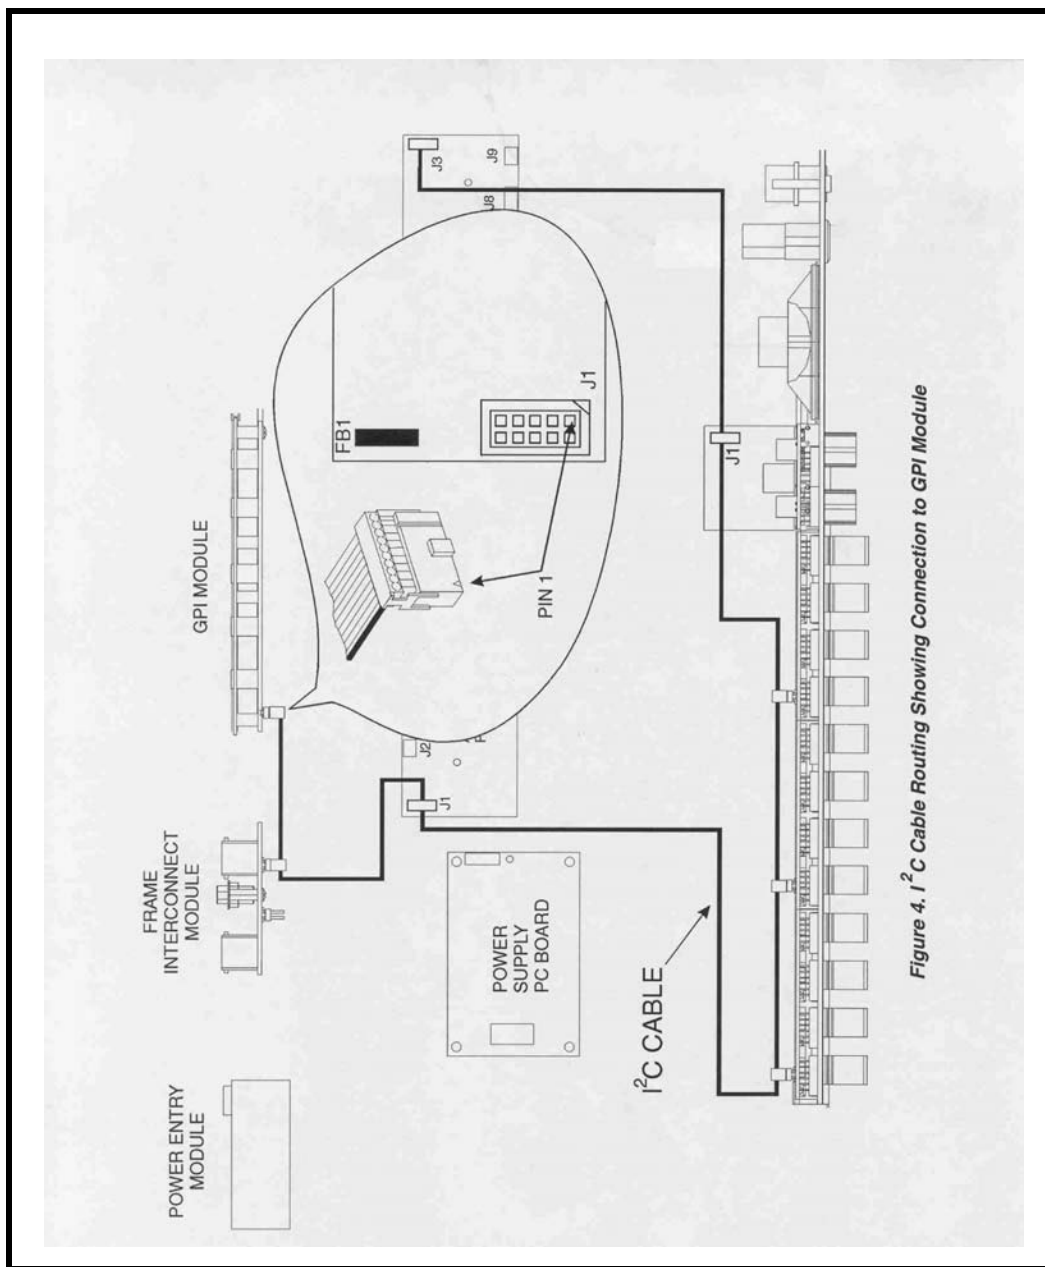 POWER ENTRY
MODULE
FRAME
INTERCONNECT
MODULE
GPI MODULE
J1
J2
FB1
J1
PIN 1
J3
J8
J9
POWER
SUPPLY
PC BOARD
I²C CABLE
J1
Figure 4. I²C Cable Routing Showing Connection to GPI Module